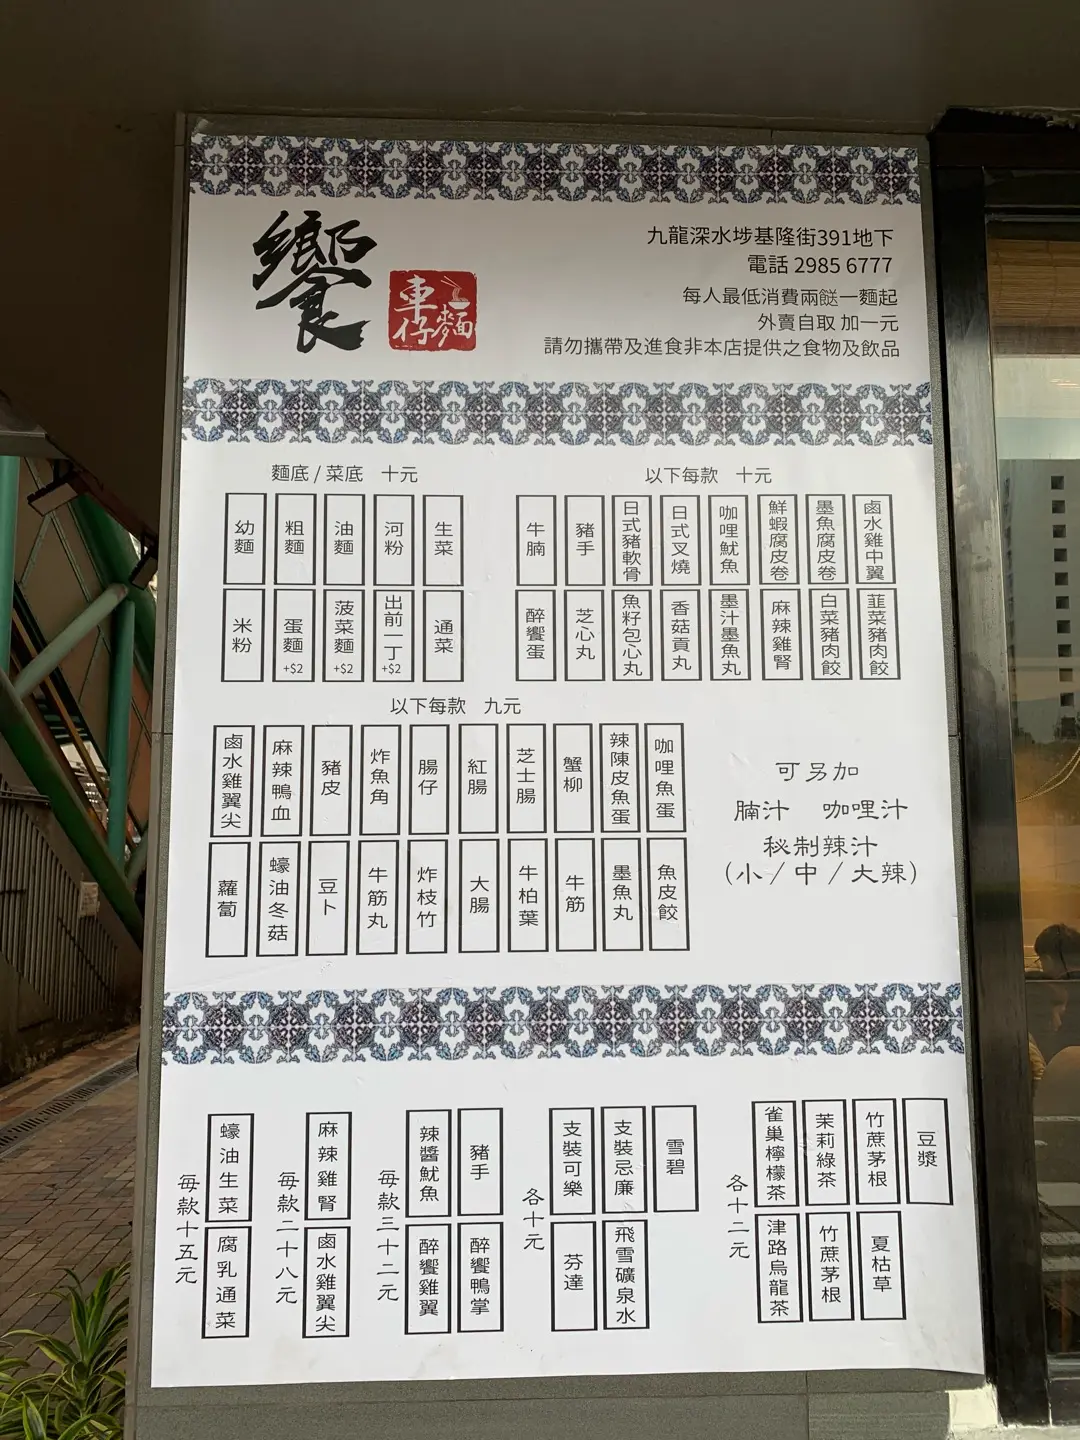 饗
車仔麵
九龍深水埗基隆街391地下
電話 2985 6777
每人最低消費兩餸一麵起
外賣自取 加一元
請勿攜帶及進食非本店提供之食物及飲品
麵底 / 菜底 十元
幼麵
粗麵
油麵
河粉
生菜
米粉
蛋麵 +$2
菠菜麵 +$2
出前一丁 +$2
通菜
以下每款 十元
牛腩
豬手
日式豬軟骨
日式叉燒
咖哩魷魚
鮮蝦腐皮卷
墨魚腐皮卷
鹵水雞中翼
醉饗蛋
芝心丸
魚籽包心丸
香菇貢丸
墨汁墨魚丸
麻辣雞腎
白菜豬肉餃
韮菜豬肉餃
以下每款 九元
鹵水雞翼尖
麻辣鴨血
豬皮
炸魚角
腸仔
紅腸
芝士腸
蟹柳
辣陳皮魚蛋
咖哩魚蛋
蘿蔔
蠔油冬菇
豆卜
牛筋丸
炸枝竹
大腸
牛柏葉
牛筋
墨魚丸
魚皮餃
可另加
腩汁 咖哩汁
秘制辣汁
(小 / 中 / 大辣)
每款十五元
蠔油生菜
腐乳通菜
每款二十八元
麻辣雞腎
鹵水雞翼尖
每款三十二元
辣醬魷魚
豬手
醉饗雞翼
醉饗鴨掌
各十元
支裝可樂
支裝忌廉
雪碧
芬達
飛雪礦泉水
各十二元
雀巢檸檬茶
茉莉綠茶
竹蔗茅根
豆漿
津路烏龍茶
竹蔗茅根
夏枯草